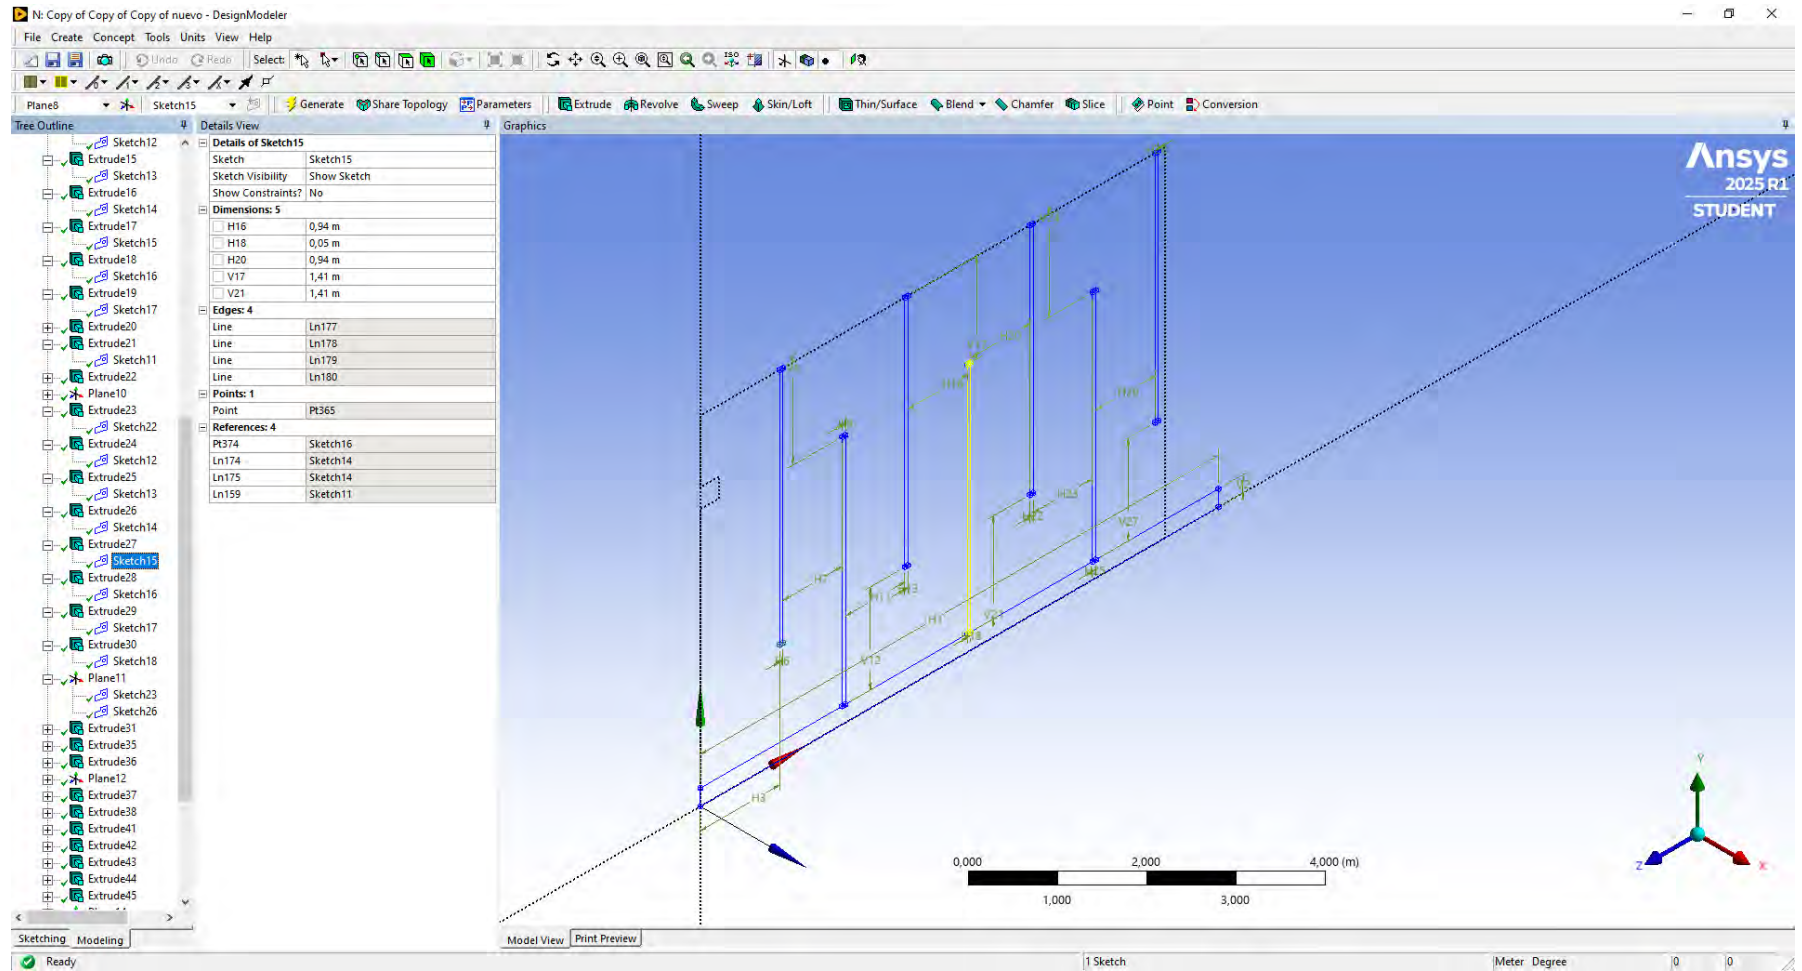 N: Copy of Copy of Copy of nuevo - DesignModeler
File Create Concept Tools Units View Help
Undo Redo Select:
Plane8 Sketch15 Generate Share Topology Parameters Extrude Revolve Sweep Skin/Loft Thin/Surface Blend Chamfer Slice Point Conversion
Tree Outline
Sketch12
Extrude15
Sketch13
Extrude16
Sketch14
Extrude17
Sketch15
Extrude18
Sketch16
Extrude19
Sketch17
Extrude20
Extrude21
Sketch11
Extrude22
Plane10
Extrude23
Sketch22
Extrude24
Sketch12
Extrude25
Sketch13
Extrude26
Sketch14
Extrude27
Sketch15
Extrude28
Sketch16
Extrude29
Sketch17
Extrude30
Sketch18
Plane11
Sketch23
Sketch26
Extrude31
Extrude35
Extrude36
Plane12
Extrude37
Extrude38
Extrude41
Extrude42
Extrude43
Extrude44
Extrude45
Sketching Modeling
Details View
Details of Sketch15
Sketch Sketch15
Sketch Visibility Show Sketch
Show Constraints? No
Dimensions: 5
H16 0,94 m
H18 0,05 m
H20 0,94 m
V17 1,41 m
V21 1,41 m
Edges: 4
Line Ln177
Line Ln178
Line Ln179
Line Ln180
Points: 1
Point Pt365
References: 4
Pt374 Sketch16
Ln174 Sketch14
Ln175 Sketch14
Ln159 Sketch11
Graphics
Ansys
2025 R1
STUDENT
V27
H1
V12
H3
Y
Z X
0,000 2,000 4,000 (m)
1,000 3,000
Model View Print Preview
Ready 1 Sketch Meter Degree 0 0